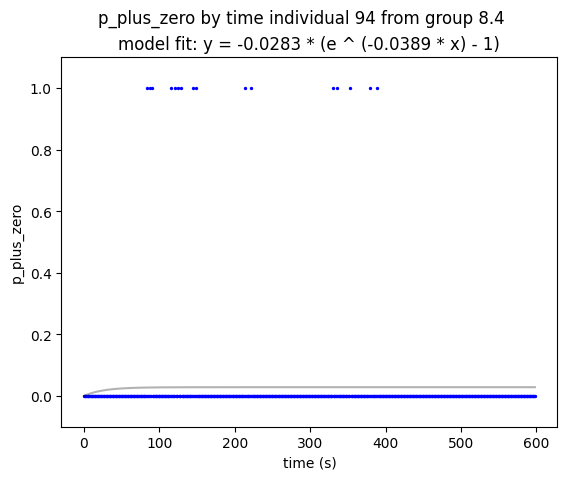 p_plus_zero by time individual 94 from group 8.4
model fit: y = -0.0283 * (e ^ (-0.0389 * x) - 1)
1.0
0.8
0.6
0.4
0.2
0.0
p_plus_zero
0 100 200 300 400 500 600
time (s)